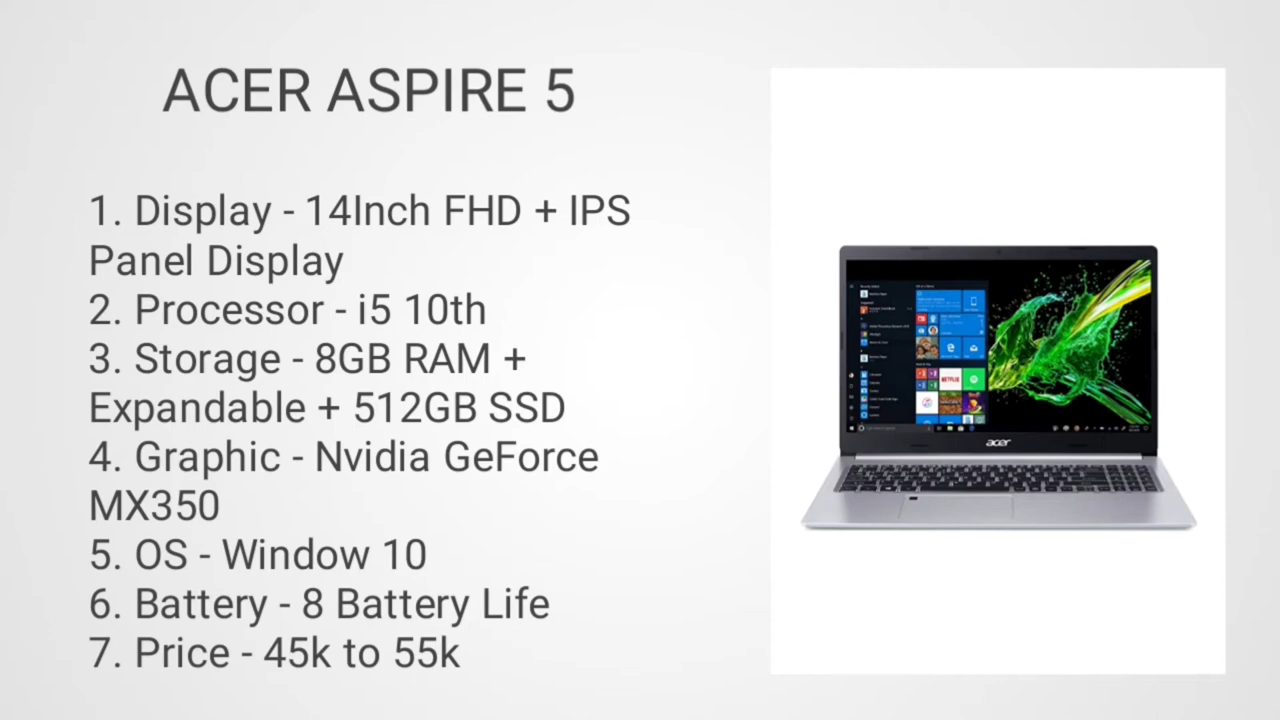 ACER ASPIRE 5
1. Display - 14Inch FHD + IPS
Panel Display
2. Processor - i5 10th
3. Storage - 8GB RAM +
Expandable + 512GB SSD
4. Graphic - Nvidia GeForce
MX350
5. OS - Window 10
6. Battery - 8 Battery Life
7. Price - 45k to 55k
NETFLIX
acer